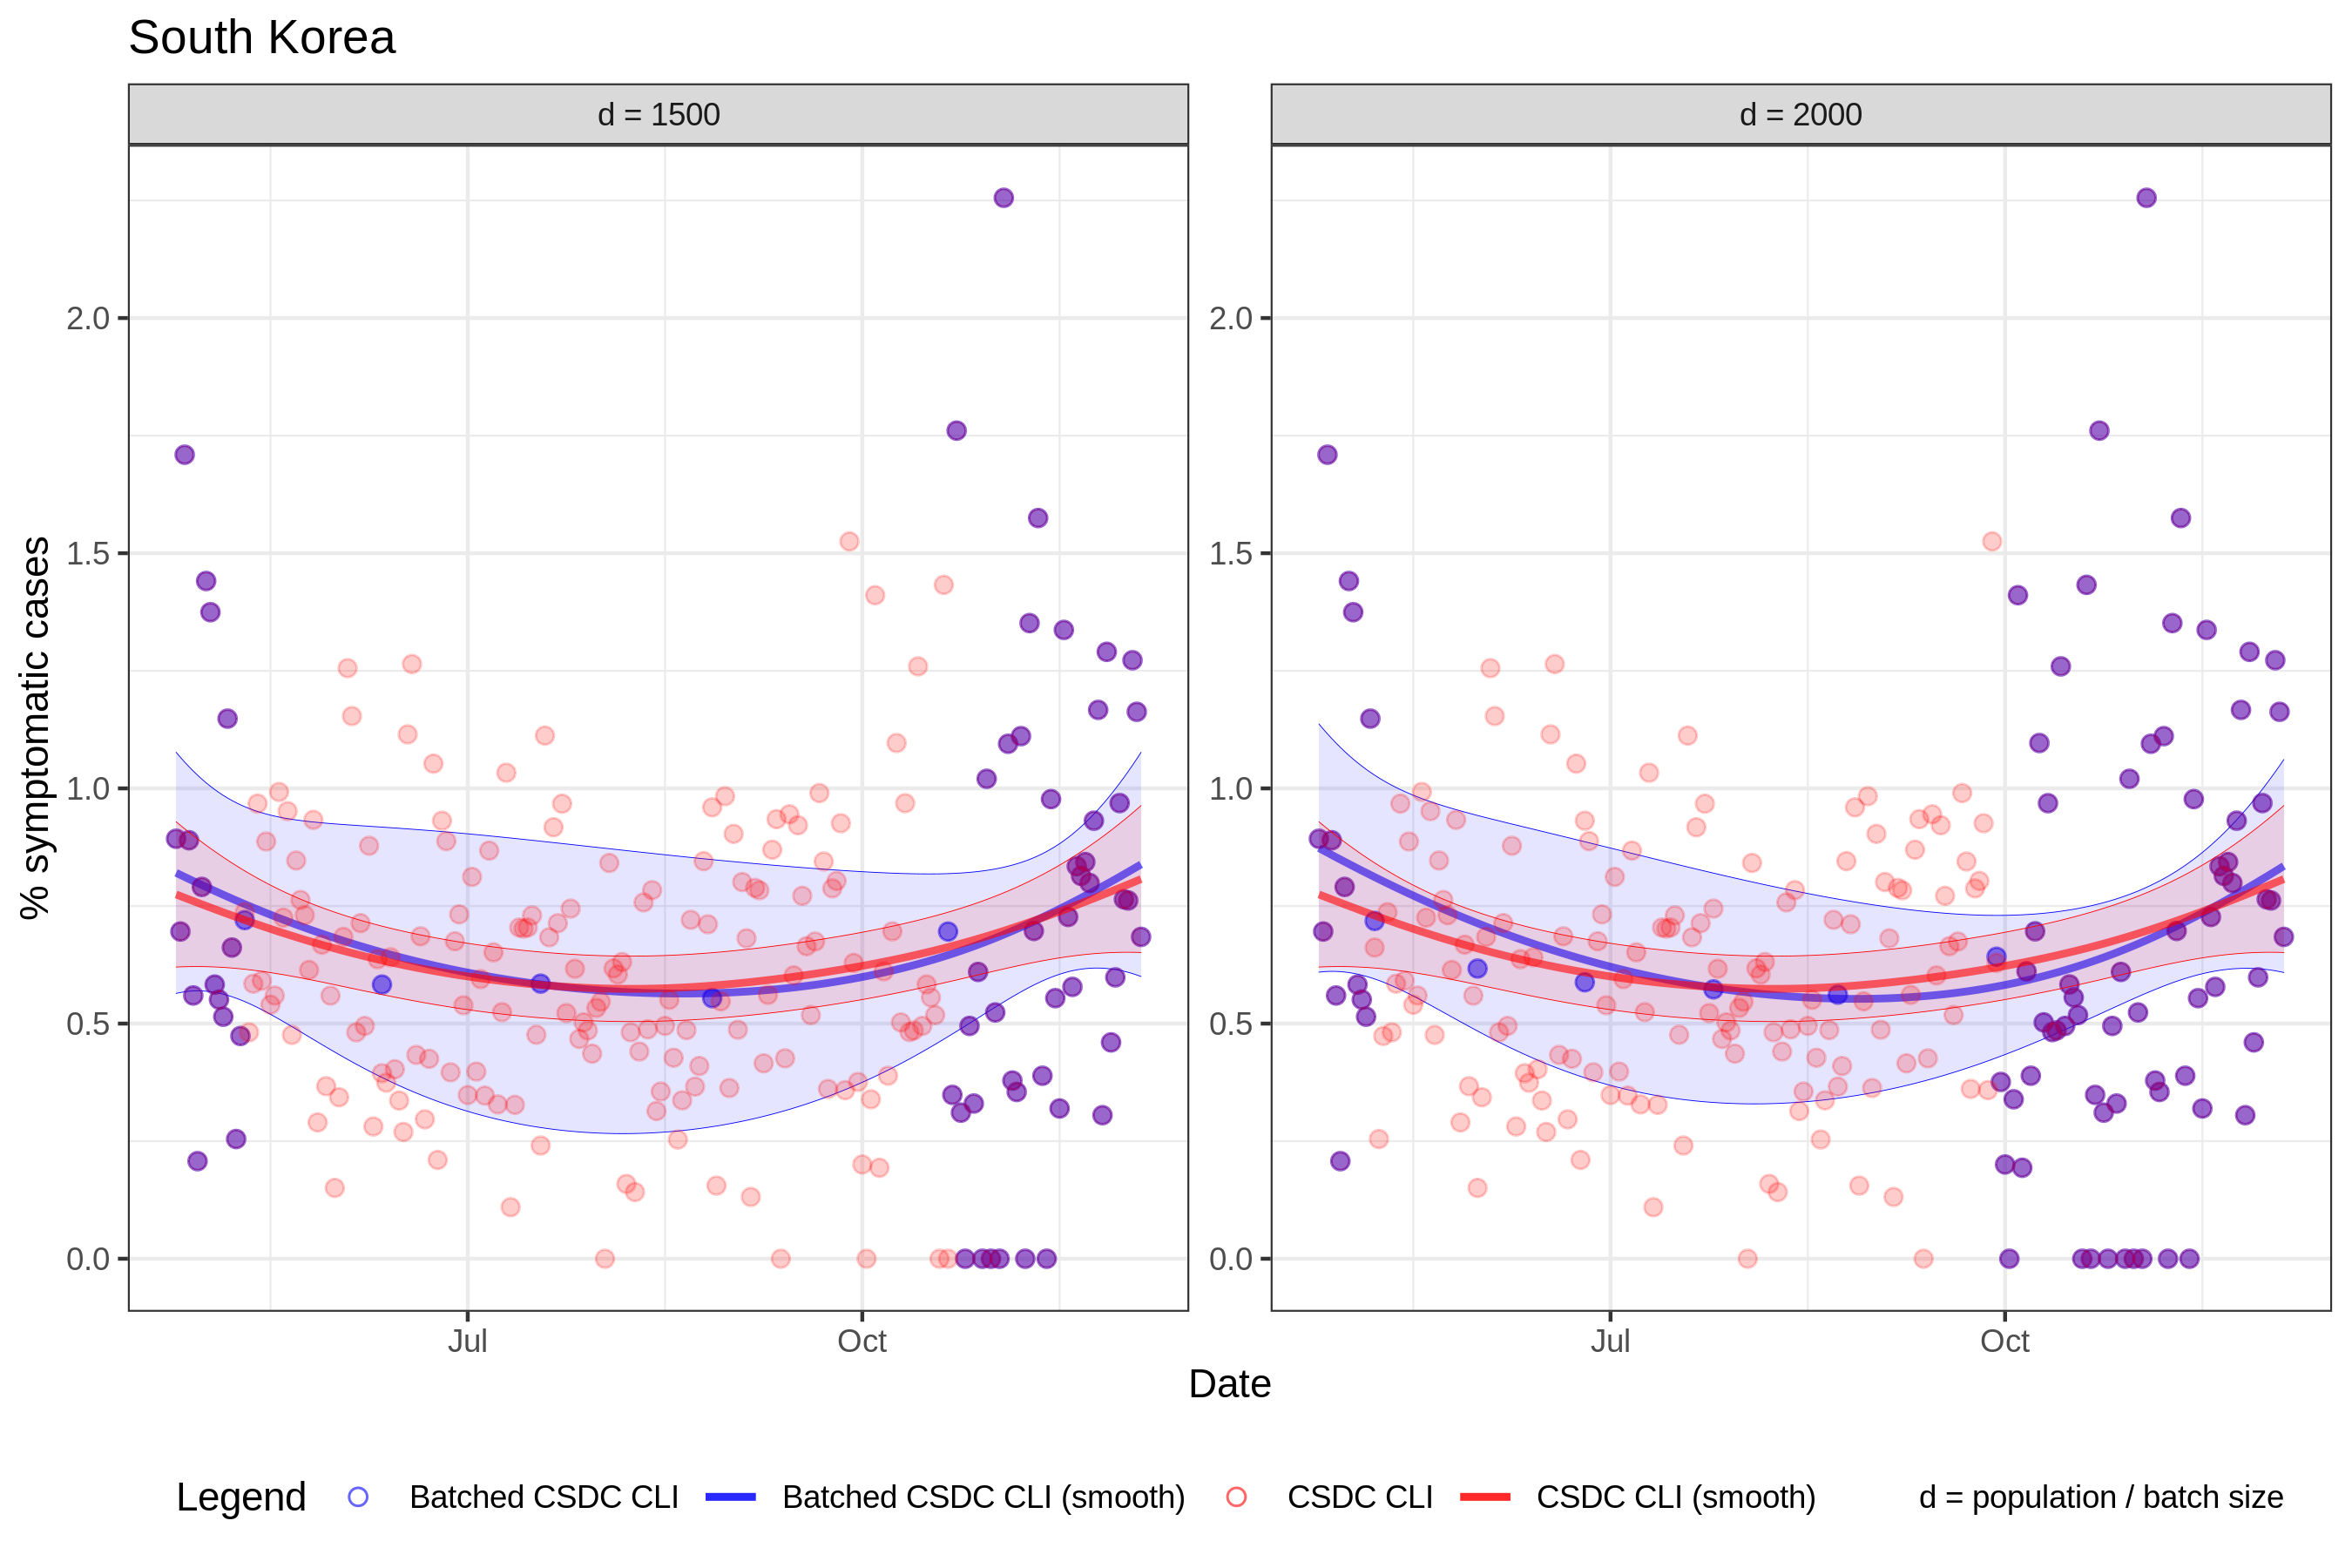 South Korea
d = 1500
d = 2000
% symptomatic cases
2.0
1.5
1.0
0.5
0.0
2.0
1.5
1.0
0.5
0.0
Jul
Oct
Jul
Oct
Date
Legend
Batched CSDC CLI
Batched CSDC CLI (smooth)
CSDC CLI
CSDC CLI (smooth)
d = population / batch size